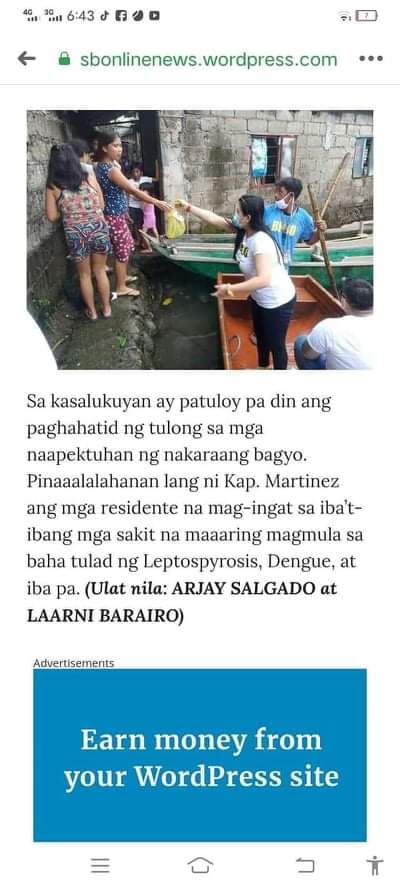 4G 3G 6:43 7
sbonlinenews.wordpress.com
Sa kasalukuyan ay patuloy pa din ang
paghahatid ng tulong sa mga
naapektuhan ng nakaraang bagyo.
Pinaaalalahanan lang ni Kap. Martinez
ang mga residente na mag-ingat sa iba't-
ibang mga sakit na maaaring magmula sa
baha tulad ng Leptospyrosis, Dengue, at
iba pa. (Ulat nila: ARJAY SALGADO at
LAARNI BARAIRO)
Advertisements
Earn money from
your WordPress site